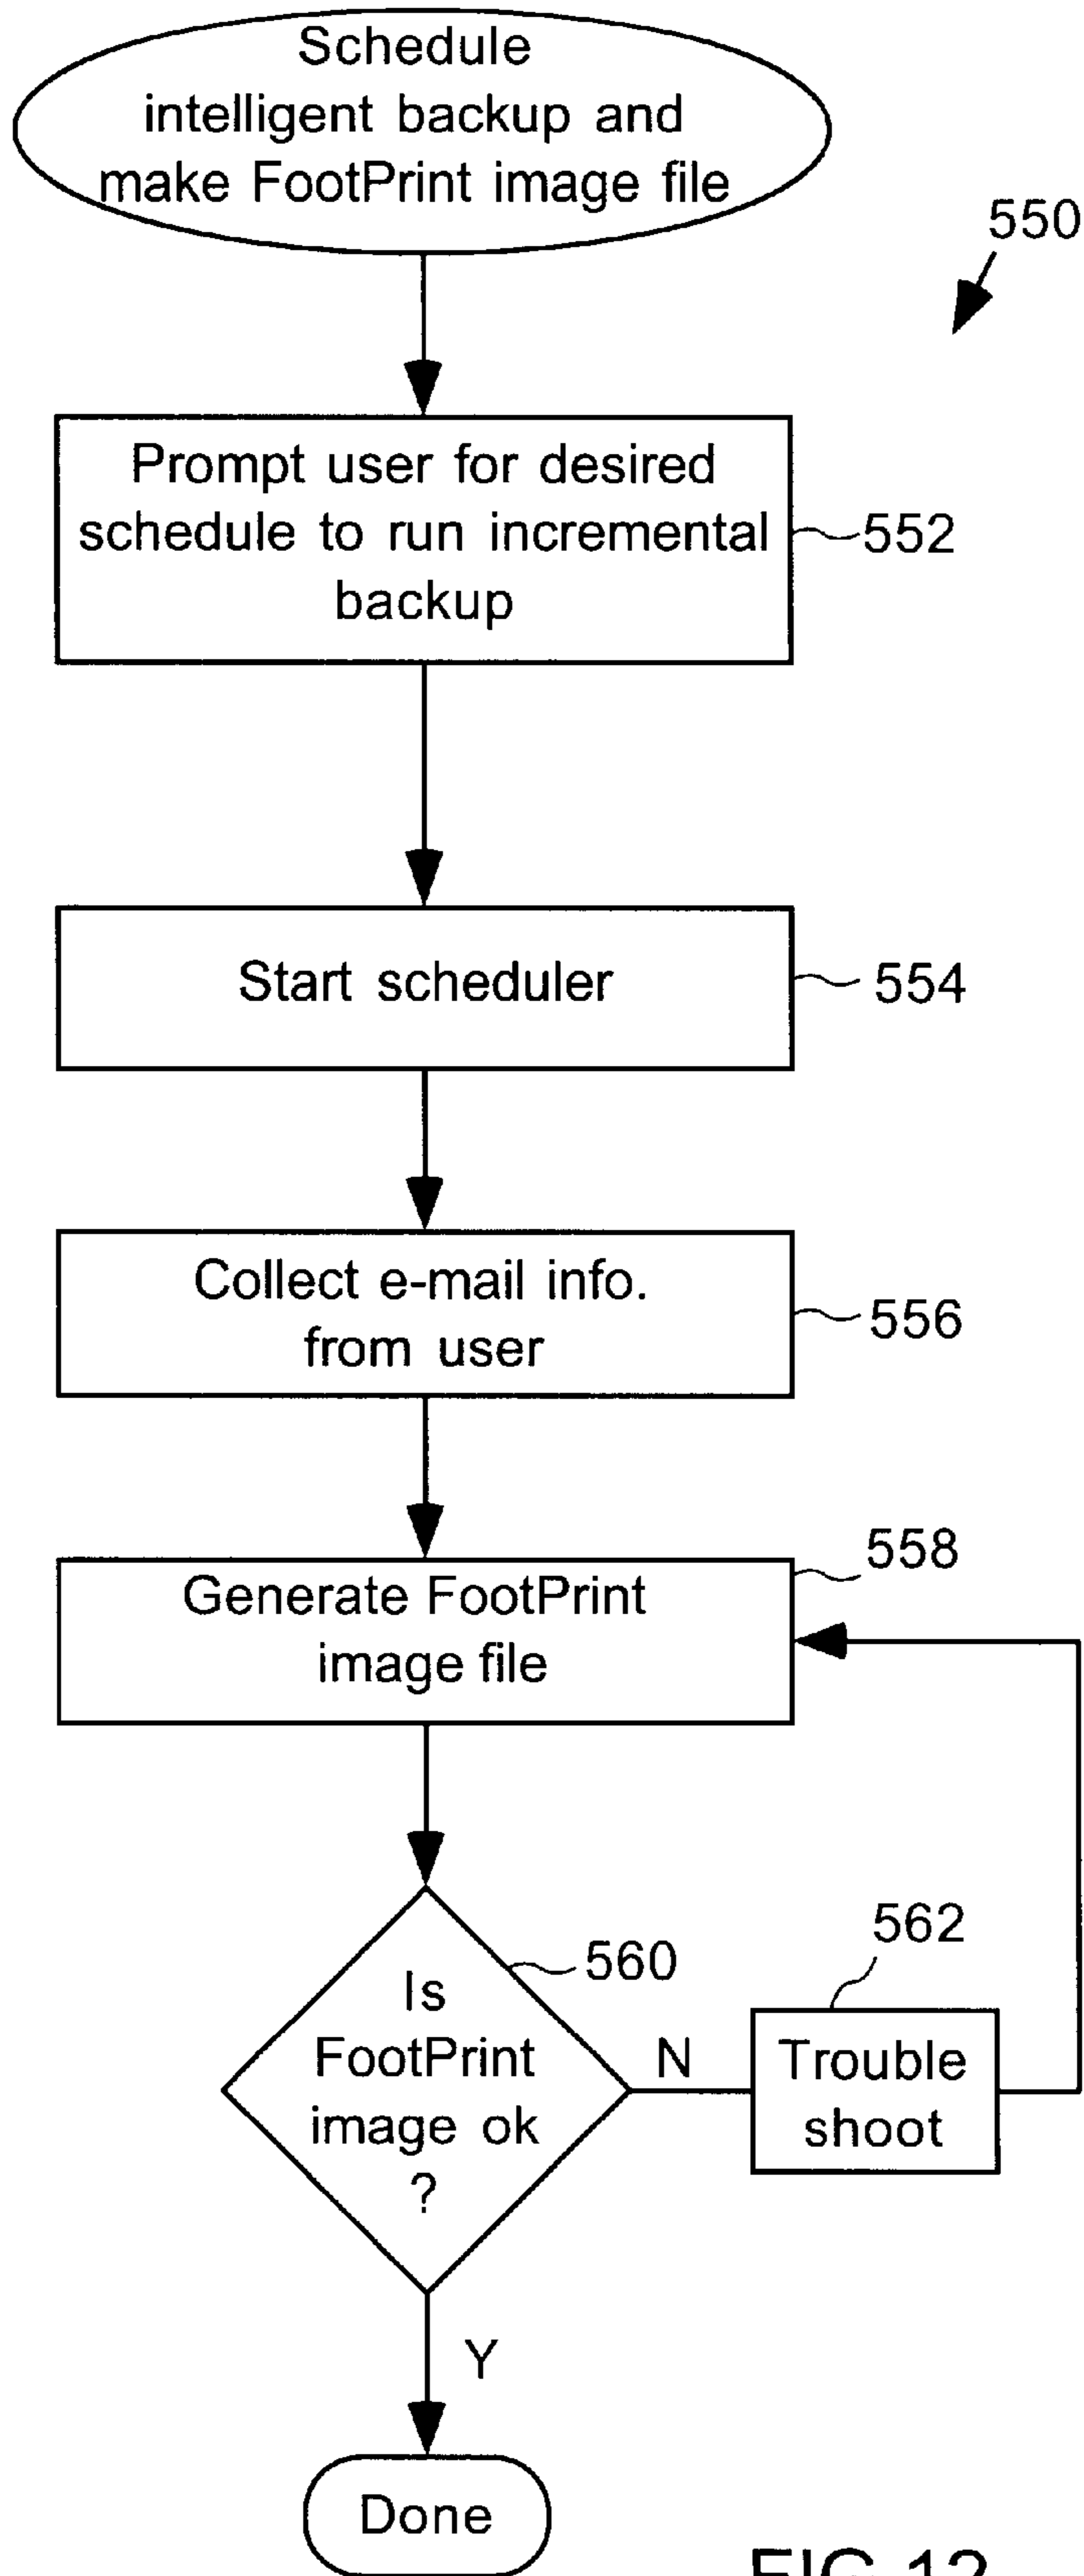 Schedule
intelligent backup and
make FootPrint image file
550
Prompt user for desired
schedule to run incremental
backup
552
Start scheduler
554
Collect e-mail info.
from user
556
558
Generate FootPrint
image file
560
562
Is
FootPrint
image ok
?
N
Trouble
shoot
Y
Done
FIG.12